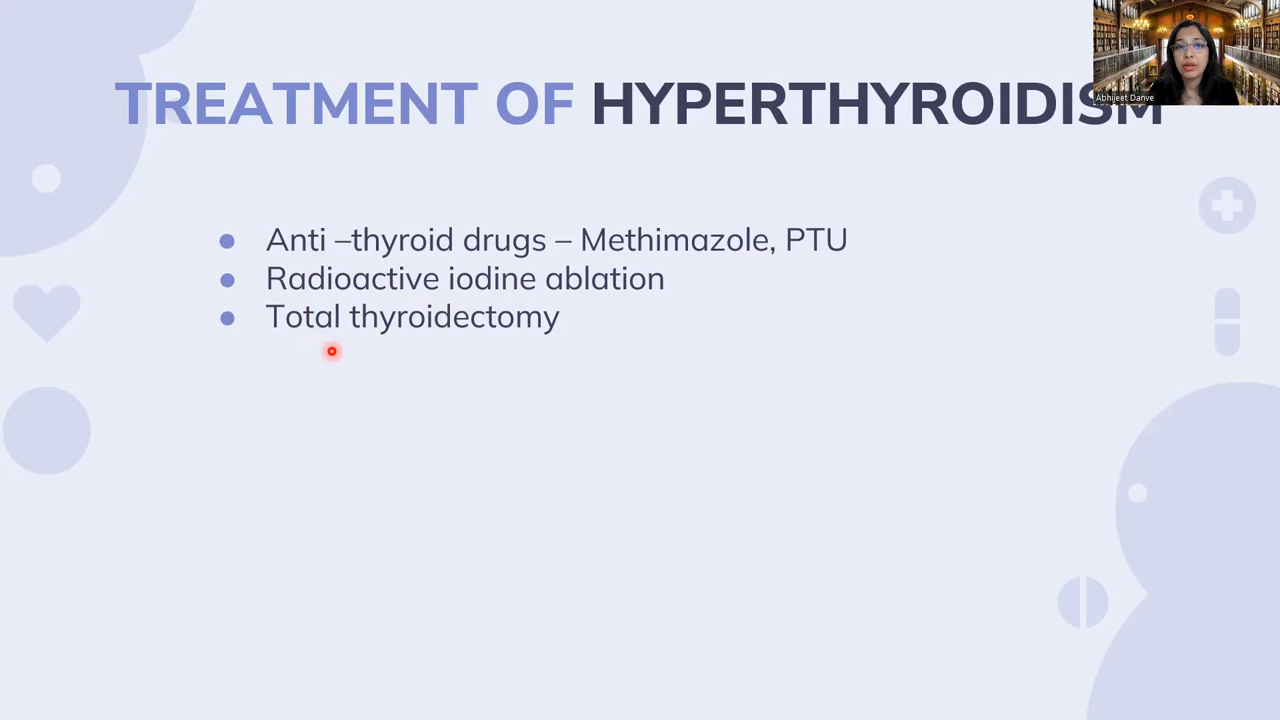 TREATMENT OF HYPERTHYROIDISM
Abhijeet Danve
● Anti –thyroid drugs – Methimazole, PTU
● Radioactive iodine ablation
● Total thyroidectomy